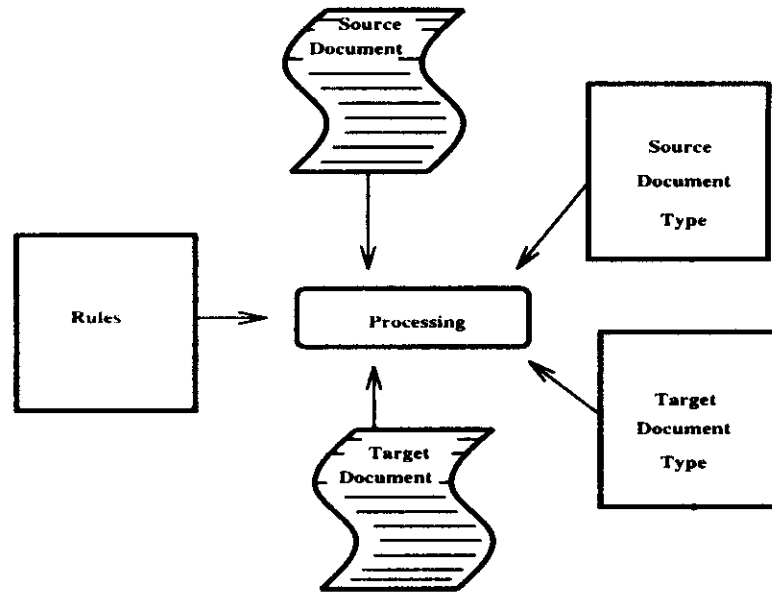 Source
Document
Source
Document
Type
Rules
Processing
Target
Document
Type
Target
Document